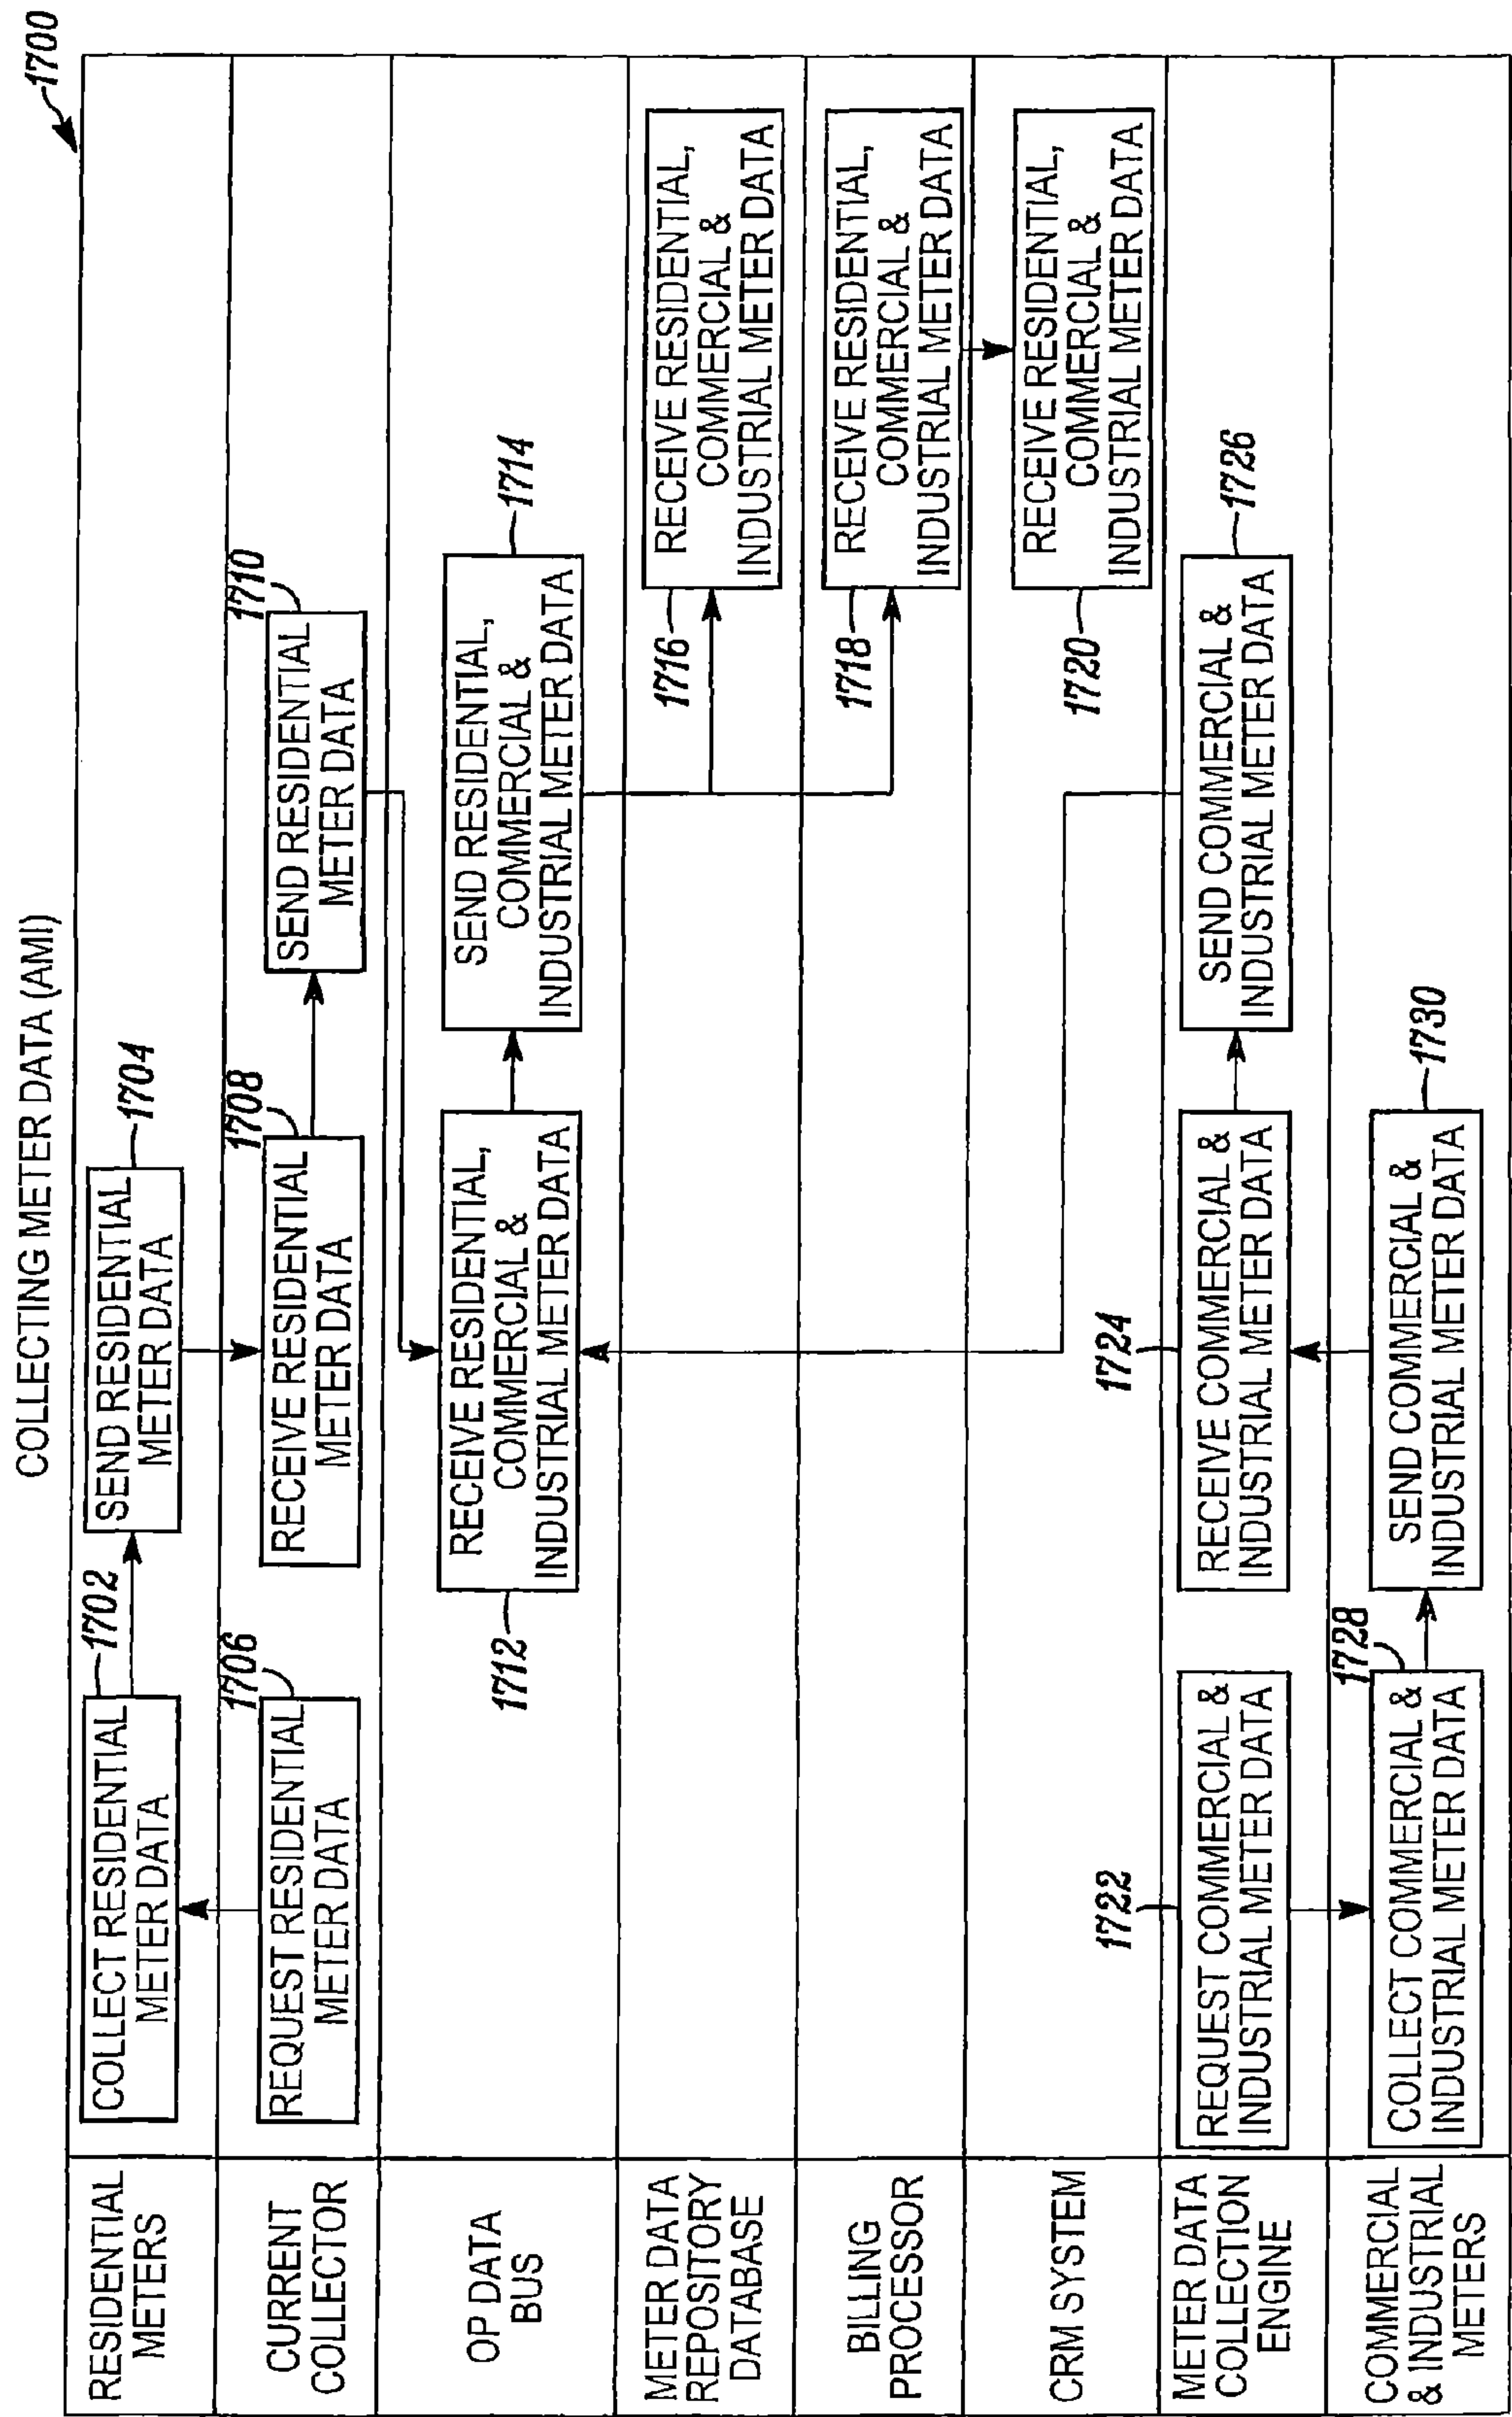 COLLECTING METER DATA (AMI)
1700
RESIDENTIAL
METERS
COLLECT RESIDENTIAL
METER DATA
1702
SEND RESIDENTIAL
METER DATA
1704
CURRENT
COLLECTOR
REQUEST RESIDENTIAL
METER DATA
1706
RECEIVE RESIDENTIAL
METER DATA
1708
SEND RESIDENTIAL
METER DATA
1710
OP DATA
BUS
1712
RECEIVE RESIDENTIAL,
COMMERCIAL &
INDUSTRIAL METER DATA
SEND RESIDENTIAL,
COMMERCIAL &
INDUSTRIAL METER DATA
1714
METER DATA
REPOSITORY
DATABASE
1716
RECEIVE RESIDENTIAL,
COMMERCIAL &
INDUSTRIAL METER DATA
BILLING
PROCESSOR
1718
RECEIVE RESIDENTIAL,
COMMERCIAL &
INDUSTRIAL METER DATA
CRM SYSTEM
1720
RECEIVE RESIDENTIAL,
COMMERCIAL &
INDUSTRIAL METER DATA
METER DATA
COLLECTION
ENGINE
1722
REQUEST COMMERCIAL &
INDUSTRIAL METER DATA
1724
RECEIVE COMMERCIAL &
INDUSTRIAL METER DATA
SEND COMMERCIAL &
INDUSTRIAL METER DATA
1726
COMMERCIAL
& INDUSTRIAL
METERS
COLLECT COMMERCIAL &
INDUSTRIAL METER DATA
1728
SEND COMMERCIAL &
INDUSTRIAL METER DATA
1730